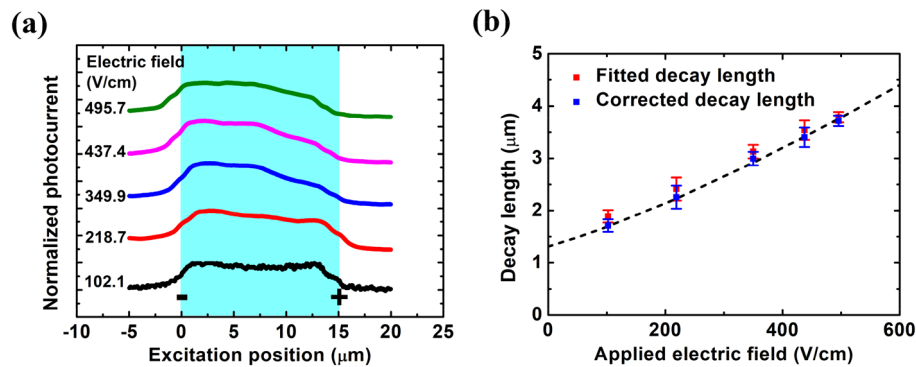 (a)
Electric field
(V/cm)
495.7
437.4
349.9
218.7
102.1
-
+
-10 -5 0 5 10 15 20 25
Normalized photocurrent
Excitation position (μm)
(b)
5
4
3
2
1
0
Fitted decay length
Corrected decay length
0 200 400 600
Decay length (μm)
Applied electric field (V/cm)